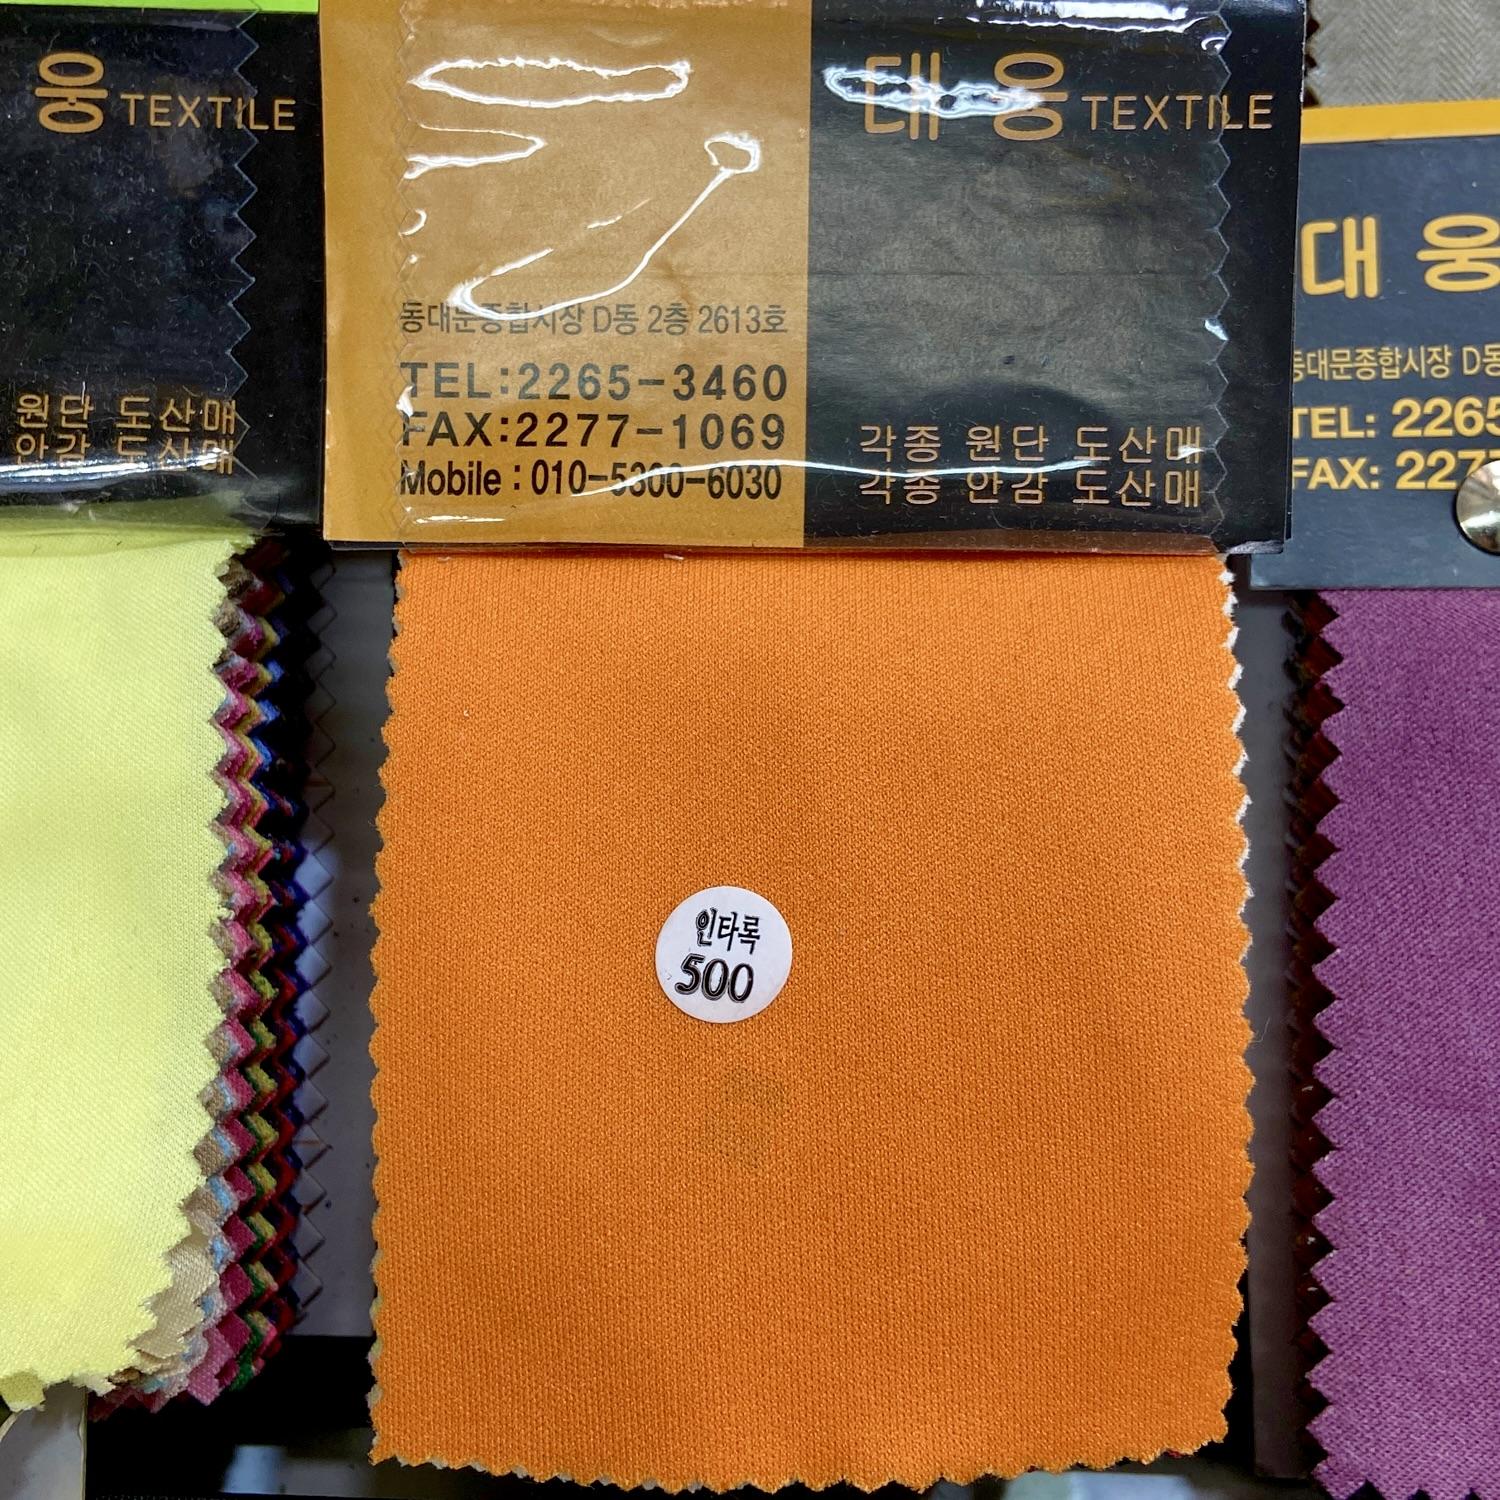 웅 TEXTILE
원단 도산매
안감 도산매
대 웅 TEXTILE
동대문종합시장 D동 2층 2613호
TEL:2265-3460
FAX:2277-1069
Mobile : 010-5300-6030
각종 원단 도산매
각종 안감 도산매
인타록
500
대 웅
동대문종합시장 D동
TEL: 2265
FAX: 227